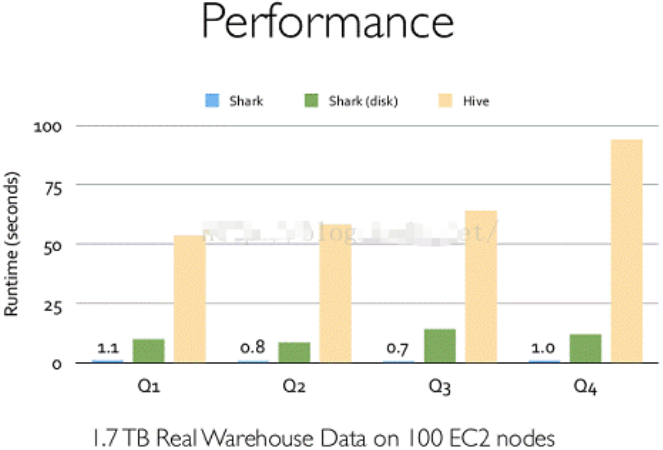 Performance
Shark Shark (disk) Hive
Runtime (seconds)
100
75
50
25
0
1.1 0.8 0.7 1.0
Q1 Q2 Q3 Q4
1.7 TB Real Warehouse Data on 100 EC2 nodes